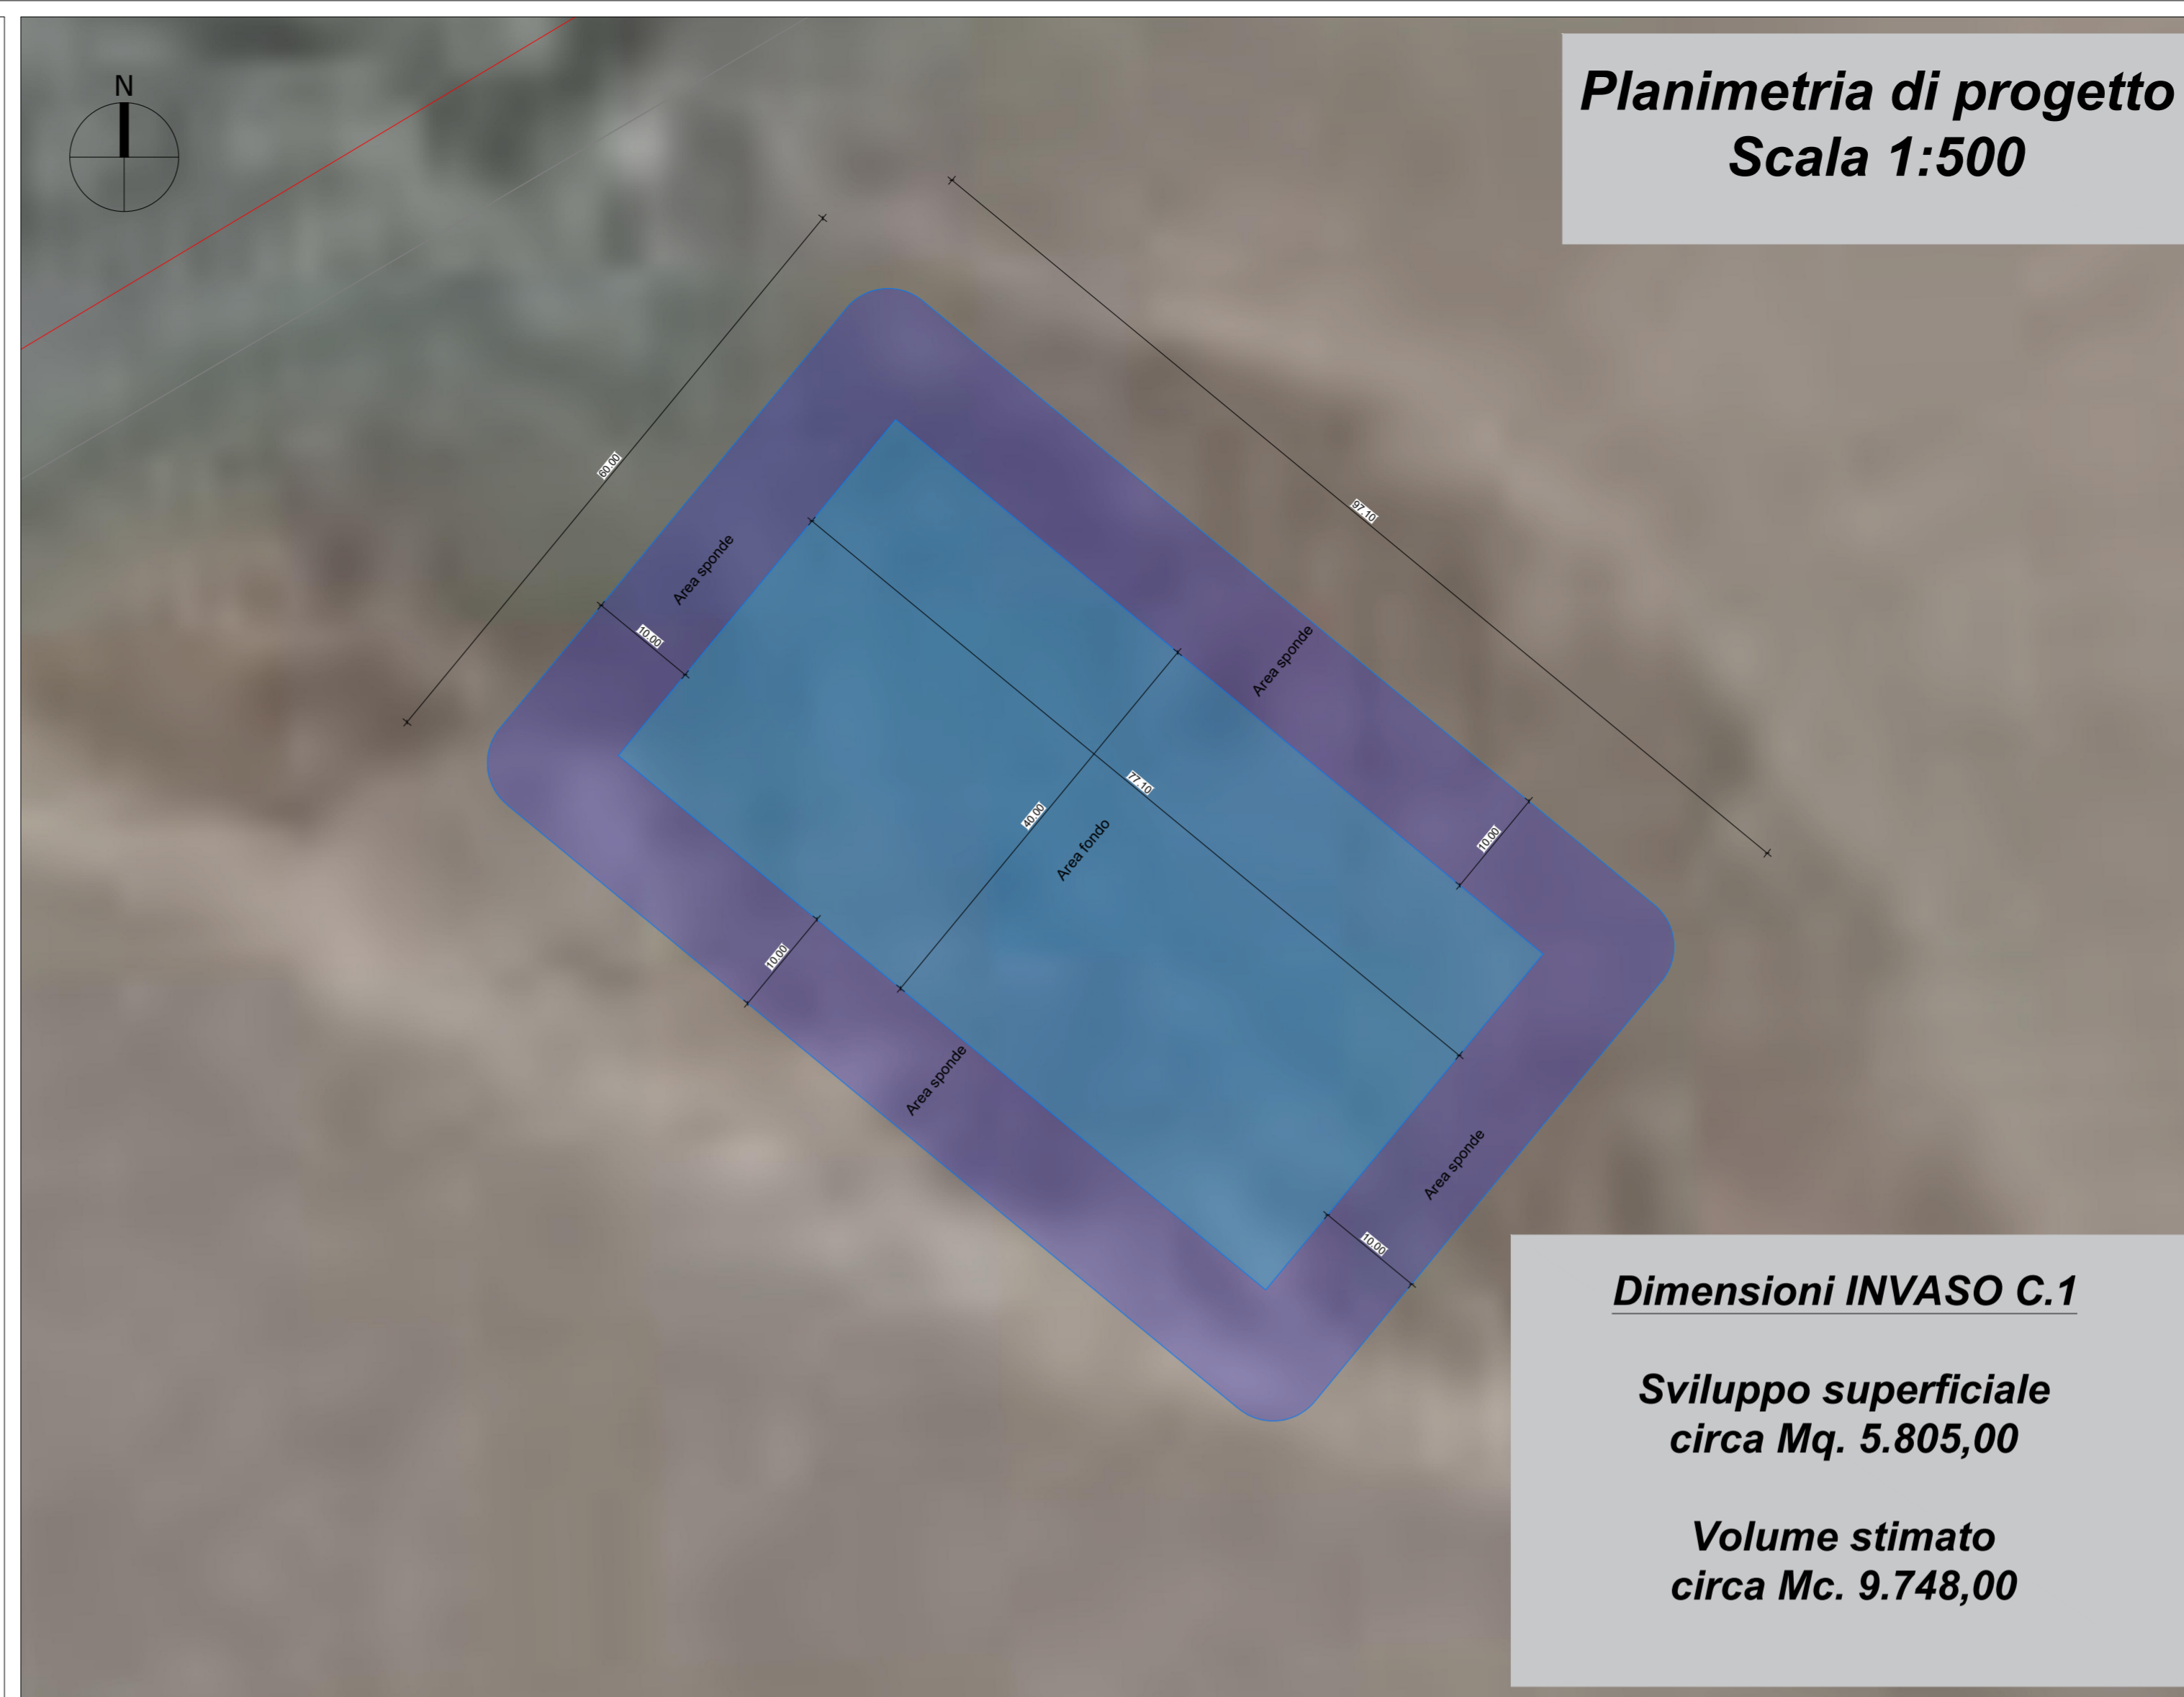 N
Planimetria di progetto
Scala 1:500
60.00
97.10
Area sponde
10.00
Area sponde
77.10
40.00
Area fondo
10.00
10.00
Area sponde
Area sponde
10.00
Dimensioni INVASO C.1
Sviluppo superficiale
circa Mq. 5.805,00
Volume stimato
circa Mc. 9.748,00